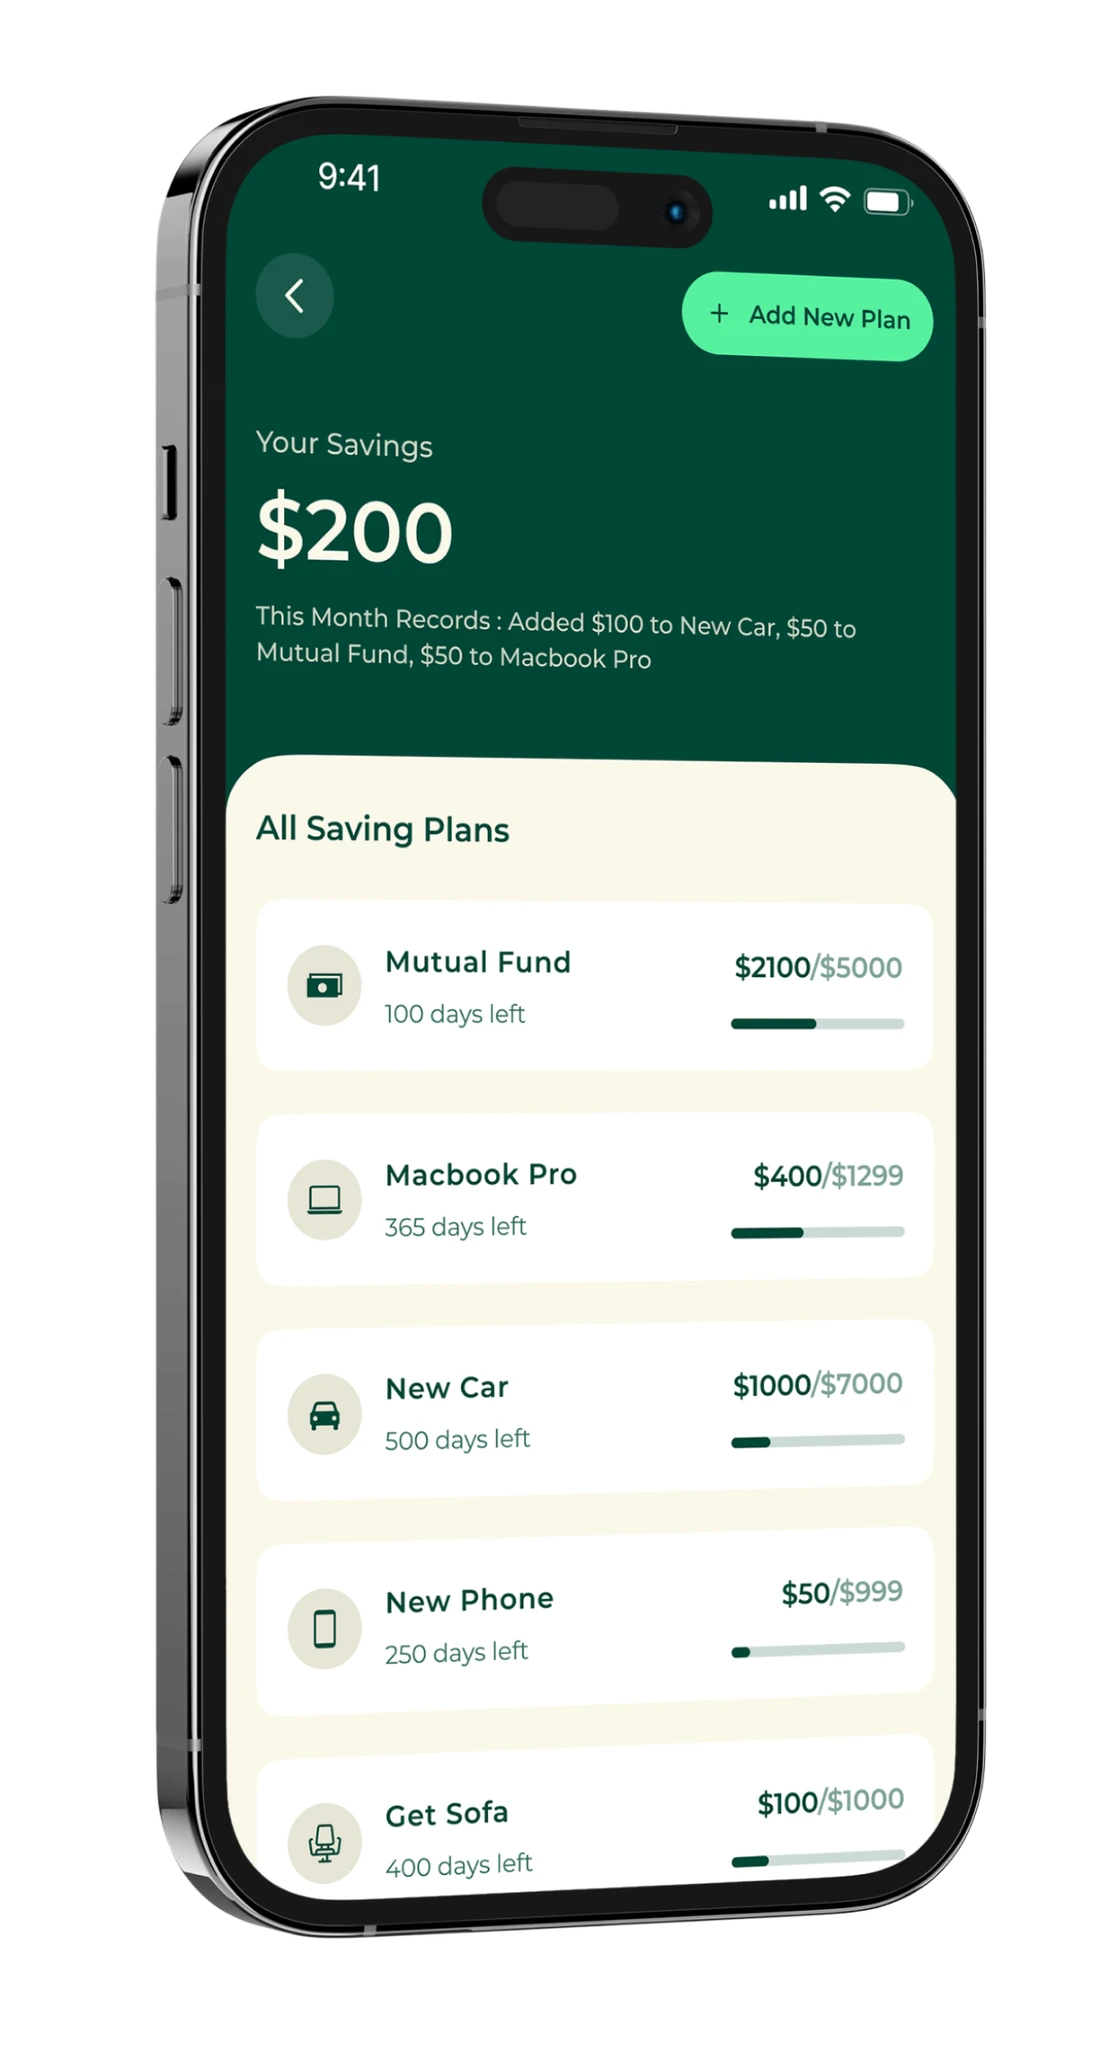 9:41
+ Add New Plan
Your Savings
$200
This Month Records : Added $100 to New Car, $50 to
Mutual Fund, $50 to Macbook Pro
All Saving Plans
Mutual Fund
$2100/$5000
100 days left
Macbook Pro
$400/$1299
365 days left
New Car
$1000/$7000
500 days left
New Phone
$50/$999
250 days left
Get Sofa
$100/$1000
400 days left